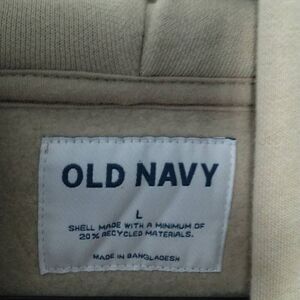 OLD NAVY
L
SHELL MADE WITH A MINIMUM OF
20% RECYCLED MATERIALS.
MADE IN BANGLADESH